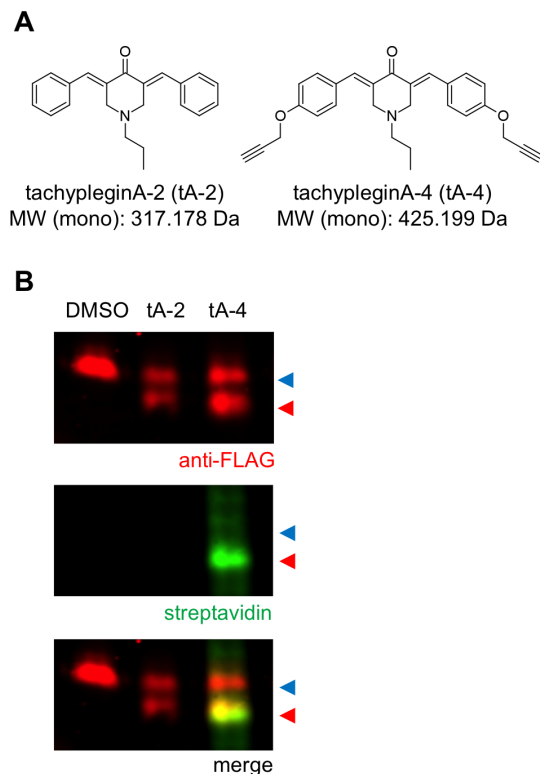 A
O
O
N
N
O
O
tachypleginA-2 (tA-2)
MW (mono): 317.178 Da
tachypleginA-4 (tA-4)
MW (mono): 425.199 Da
B
DMSO tA-2 tA-4
anti-FLAG
streptavidin
merge